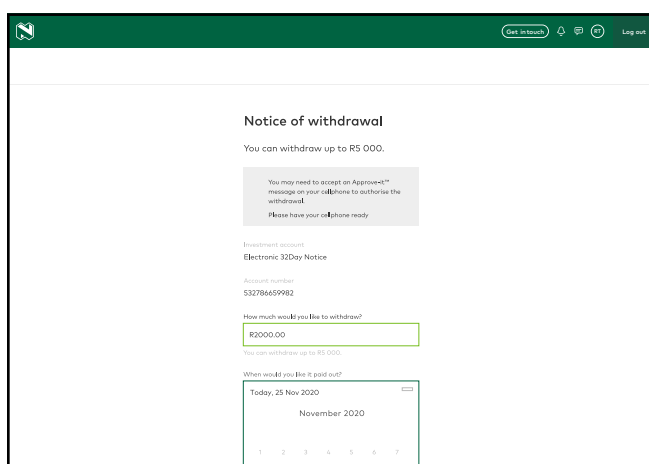 Get in touch
RT
Log out
Notice of withdrawal
You can withdraw up to R5 000.
You may need to accept an Approve-it™
message on your cellphone to authorise the
withdrawal.
Please have your cellphone ready
Investment account
Electronic 32Day Notice
Account number
532786659982
How much would you like to withdraw?
R2000.00
You can withdraw up to R5 000.
When would you like it paid out?
Today, 25 Nov 2020
November 2020
1 2 3 4 5 6 7